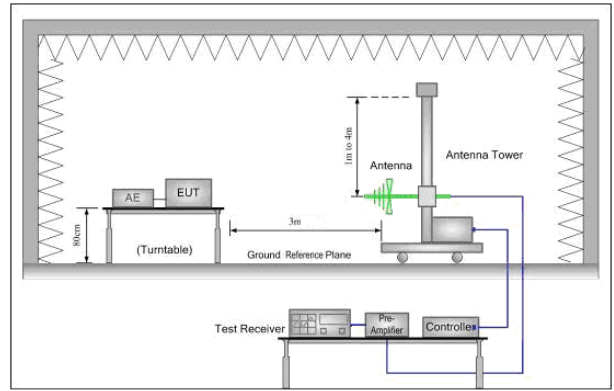 1m to 4m
Antenna
Antenna Tower
AE
EUT
80cm
(Turntable)
3m
Ground Reference Plane
Test Receiver
Pre-
Amplifier
Controller